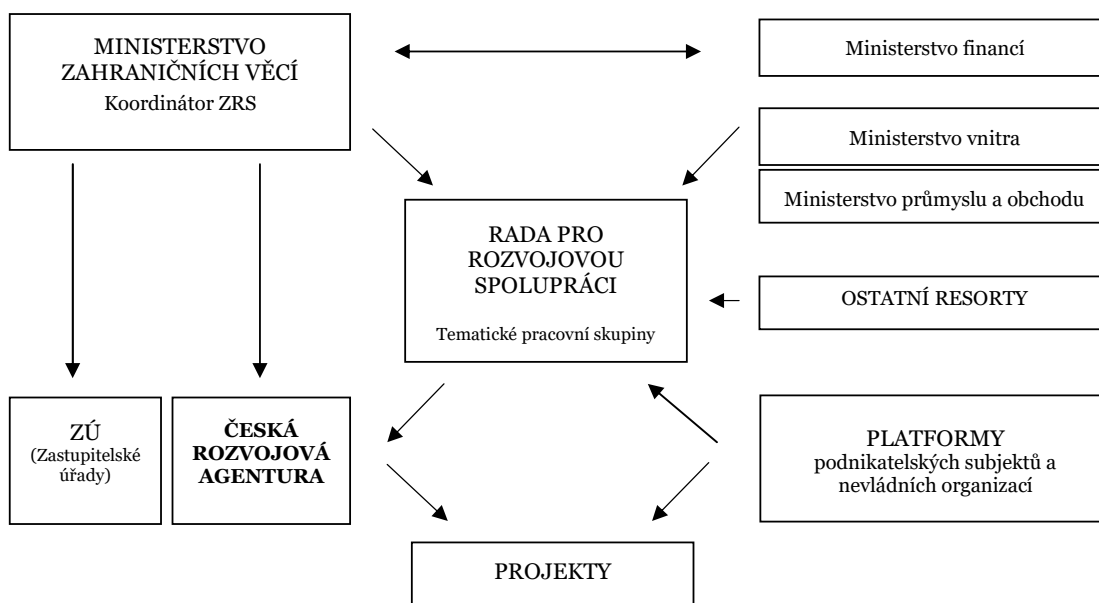 MINISTERSTVO
ZAHRANIČNÍCH VĚCÍ
Koordinátor ZRS
Ministerstvo financí
Ministerstvo vnitra
Ministerstvo průmyslu a obchodu
RADA PRO
ROZVOJOVOU
SPOLUPRÁCI
Tematické pracovní skupiny
OSTATNÍ RESORTY
ZÚ
(Zastupitelské
úřady)
ČESKÁ
ROZVOJOVÁ
AGENTURA
PLATFORMY
podnikatelských subjektů a
nevládních organizací
PROJEKTY